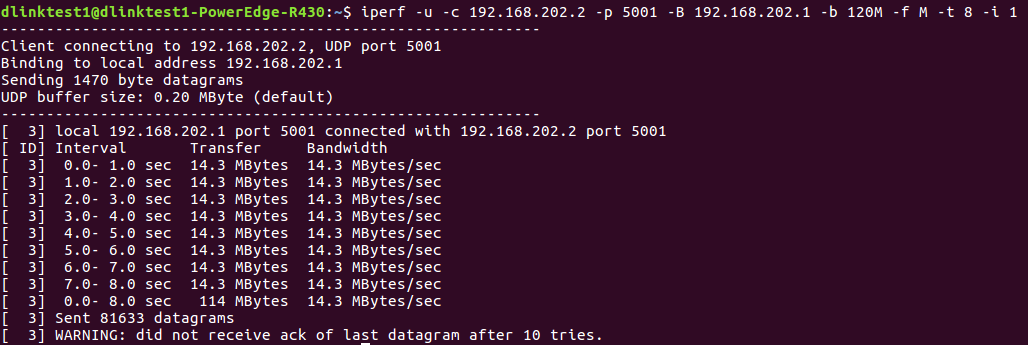 dlinktest1@dlinktest1-PowerEdge-R430:~$ iperf -u -c 192.168.202.2 -p 5001 -B 192.168.202.1 -b 120M -f M -t 8 -i 1
------------------------------------------------------------
Client connecting to 192.168.202.2, UDP port 5001
Binding to local address 192.168.202.1
Sending 1470 byte datagrams
UDP buffer size: 0.20 MByte (default)
------------------------------------------------------------
[  3] local 192.168.202.1 port 5001 connected with 192.168.202.2 port 5001
[ ID] Interval       Transfer     Bandwidth
[  3]  0.0- 1.0 sec  14.3 MBytes  14.3 MBytes/sec
[  3]  1.0- 2.0 sec  14.3 MBytes  14.3 MBytes/sec
[  3]  2.0- 3.0 sec  14.3 MBytes  14.3 MBytes/sec
[  3]  3.0- 4.0 sec  14.3 MBytes  14.3 MBytes/sec
[  3]  4.0- 5.0 sec  14.3 MBytes  14.3 MBytes/sec
[  3]  5.0- 6.0 sec  14.3 MBytes  14.3 MBytes/sec
[  3]  6.0- 7.0 sec  14.3 MBytes  14.3 MBytes/sec
[  3]  7.0- 8.0 sec  14.3 MBytes  14.3 MBytes/sec
[  3]  0.0- 8.0 sec   114 MBytes  14.3 MBytes/sec
[  3] Sent 81633 datagrams
[  3] WARNING: did not receive ack of last datagram after 10 tries.